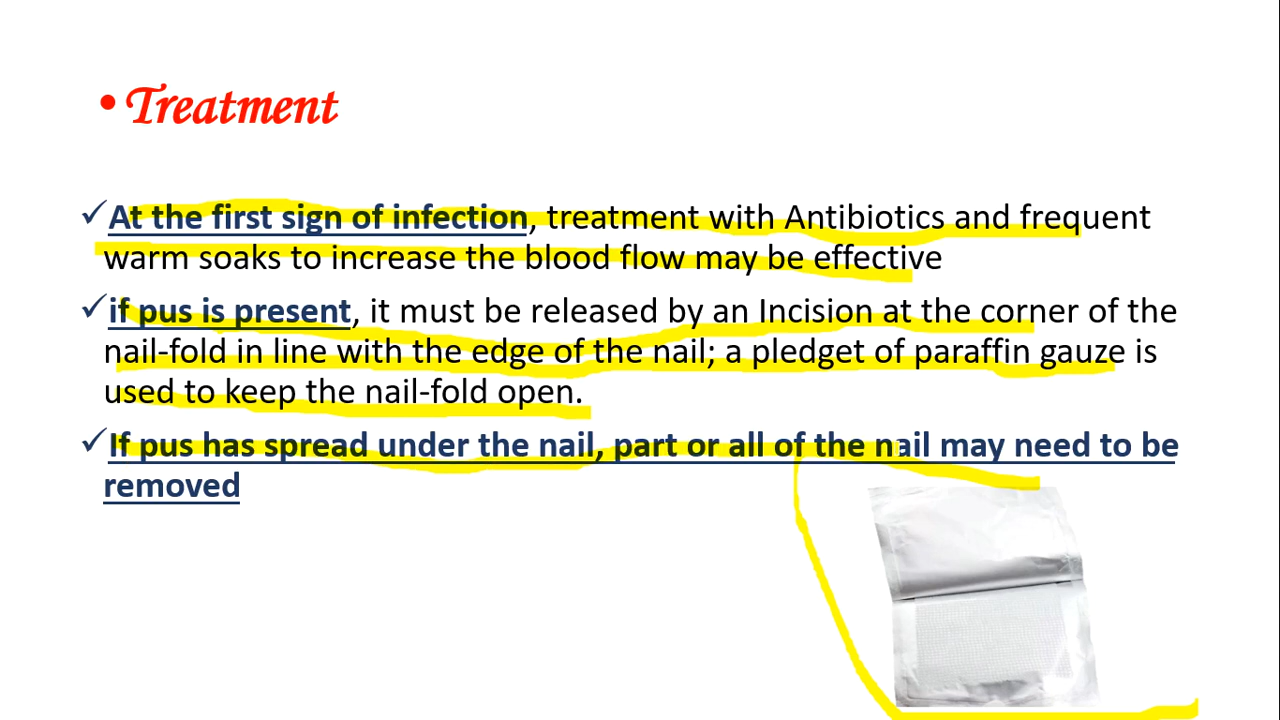 • Treatment
✓At the first sign of infection, treatment with Antibiotics and frequent
warm soaks to increase the blood flow may be effective
✓if pus is present, it must be released by an Incision at the corner of the
nail-fold in line with the edge of the nail; a pledget of paraffin gauze is
used to keep the nail-fold open.
✓If pus has spread under the nail, part or all of the nail may need to be
removed